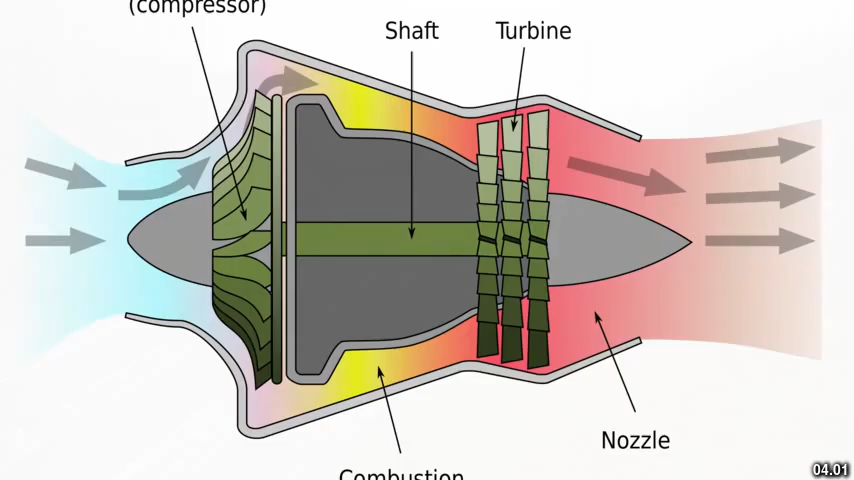 (compressor)
Shaft
Turbine
Nozzle
Combustion
04.01